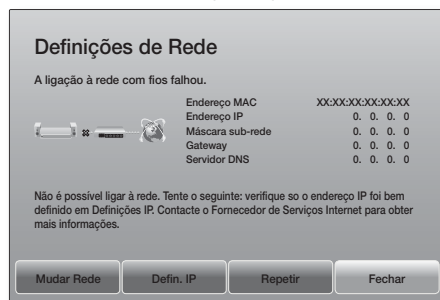 Definições de Rede
A ligação à rede com fios falhou.
Endereço MAC XX:XX:XX:XX:XX:XX
Endereço IP 0. 0. 0. 0
Máscara sub-rede 0. 0. 0. 0
Gateway 0. 0. 0. 0
Servidor DNS 0. 0. 0. 0
Não é possível ligar à rede. Tente o seguinte: verifique so o endereço IP foi bem
definido em Definições IP. Contacte o Fornecedor de Serviços Internet para obter
mais informações.
Mudar Rede Defin. IP Repetir Fechar